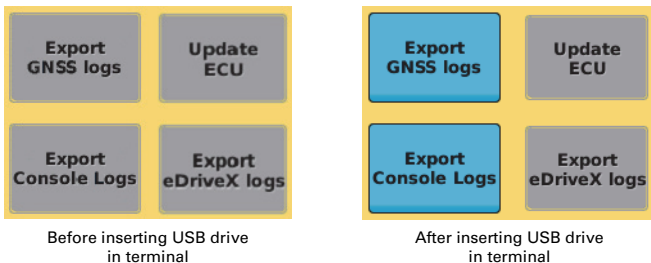 Export
GNSS logs
Update
ECU
Export
Console Logs
Export
eDriveX logs
Before inserting USB drive
in terminal
Export
GNSS logs
Update
ECU
Export
Console Logs
Export
eDriveX logs
After inserting USB drive
in terminal